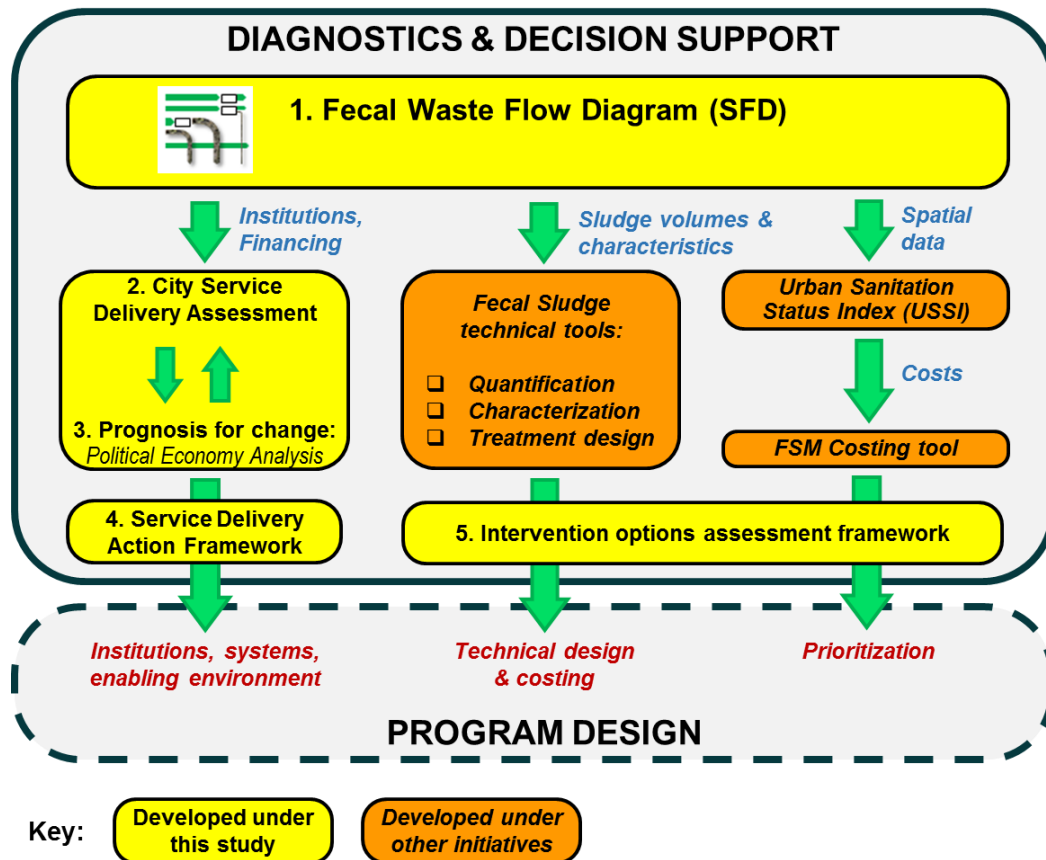 DIAGNOSTICS & DECISION SUPPORT
1. Fecal Waste Flow Diagram (SFD)
Institutions,
Financing
Sludge volumes &
characteristics
Spatial
data
2. City Service
Delivery Assessment
3. Prognosis for change:
Political Economy Analysis
Fecal Sludge
technical tools:
❑ Quantification
❑ Characterization
❑ Treatment design
Urban Sanitation
Status Index (USSI)
Costs
FSM Costing tool
4. Service Delivery
Action Framework
5. Intervention options assessment framework
Institutions, systems,
enabling environment
Technical design
& costing
Prioritization
PROGRAM DESIGN
Key:
Developed under
this study
Developed under
other initiatives